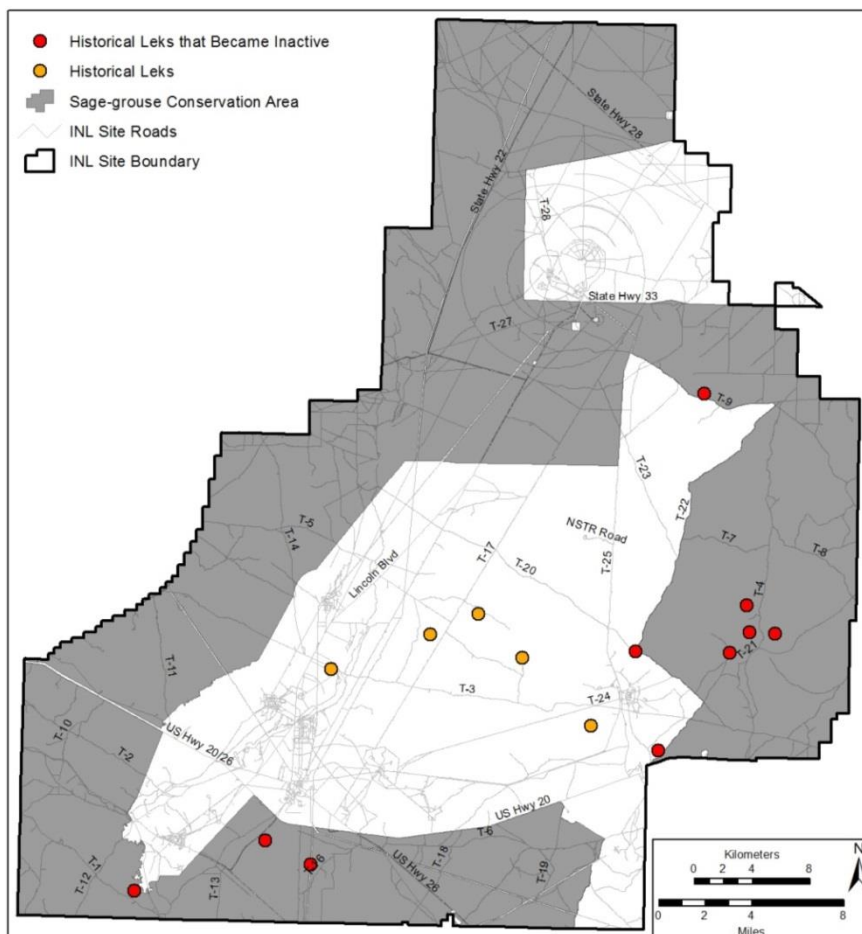 Historical Leks that Became Inactive
Historical Leks
Sage-grouse Conservation Area
INL Site Roads
INL Site Boundary
State Hwy 28
State Hwy 22
T-28
State Hwy 33
T-27
T-9
T-23
T-22
T-5
T-14
NSTR Road
T-7
T-8
T-17
T-25
Lincoln Blvd
T-20
T-4
T-21
T-11
T-3
T-24
T-10
US Hwy 20/26
T-2
US Hwy 20
T-6
T-18
US Hwy 26
T-19
T-1
T-12
T-13
Kilometers
0 2 4 8
0 2 4 8
Miles
N